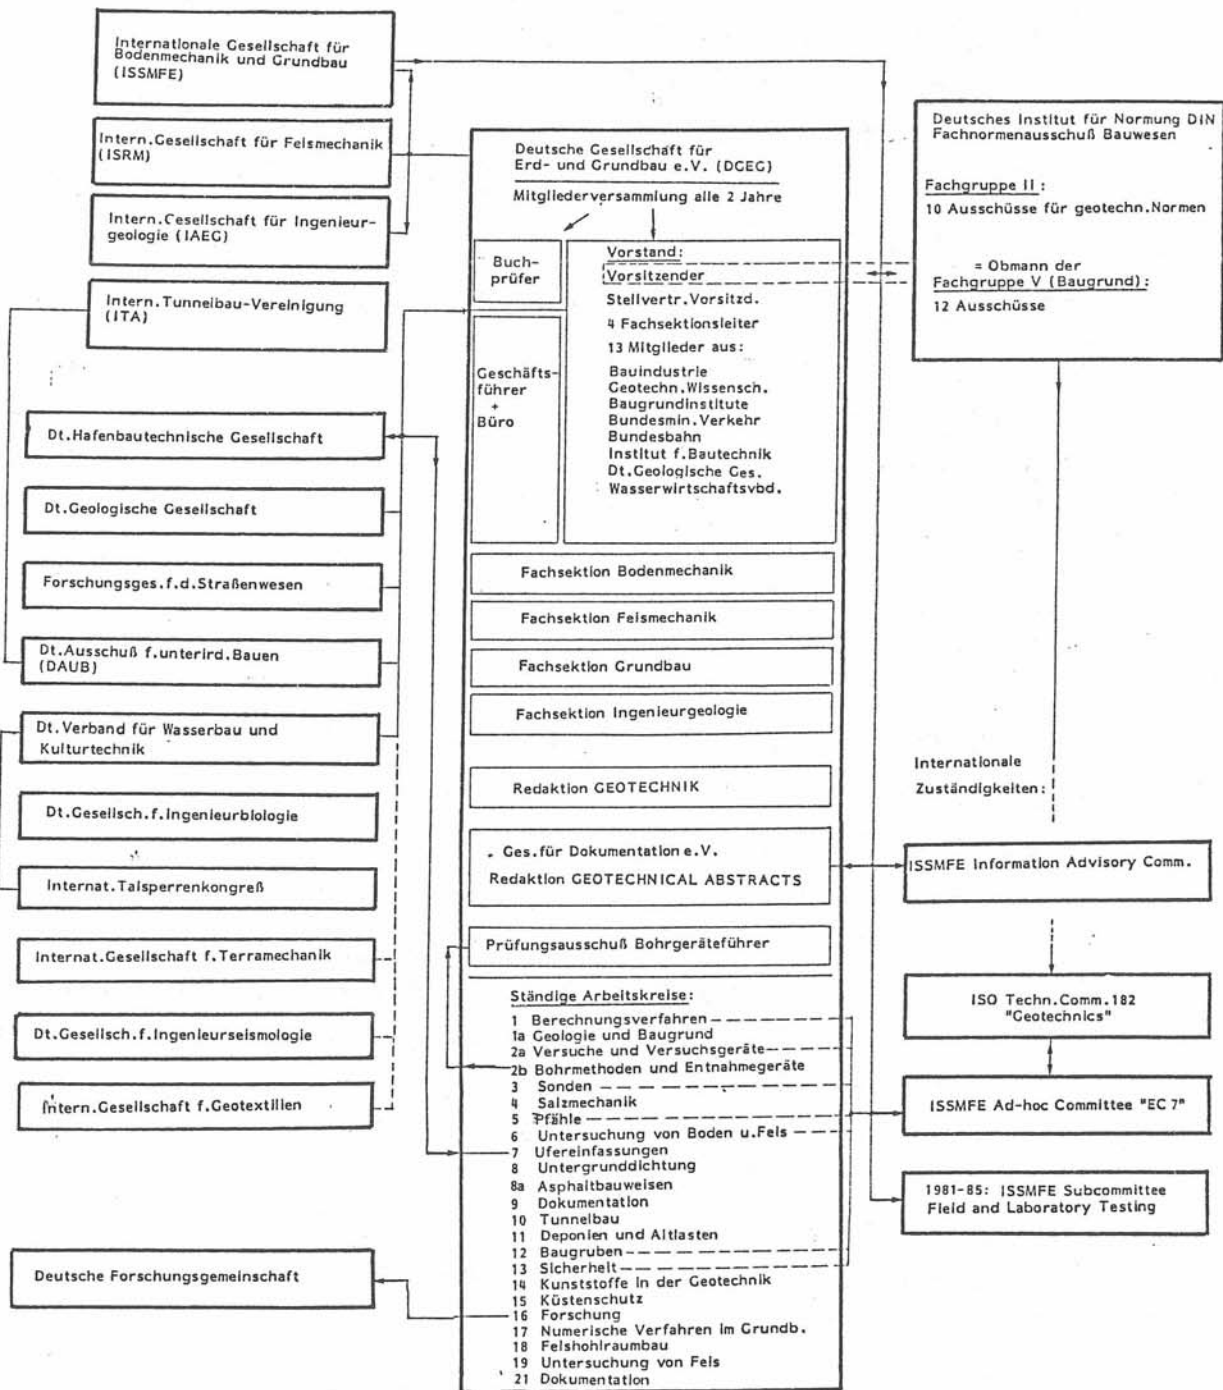 Internationale Gesellschaft für
Bodenmechanik und Grundbau
(ISSMFE)
Intern.Gesellschaft für Felsmechanik
(ISRM)
Intern.Gesellschaft für Ingenieur-
geologie (IAEG)
Intern.Tunnelbau-Vereinigung
(ITA)
Dt.Hafenbautechnische Gesellschaft
Dt.Geologische Gesellschaft
Forschungsges.f.d.Straßenwesen
Dt.Ausschuß f.unterird.Bauen
(DAUB)
Dt.Verband für Wasserbau und
Kulturtechnik
Dt.Gesellsch.f.Ingenieurbiologie
Internat.Talsperrenkongreß
Internat.Gesellschaft f.Terramechanik
Dt.Gesellsch.f.Ingenieurseismologie
Intern.Gesellschaft f.Geotextilien
Deutsche Forschungsgemeinschaft
Deutsche Gesellschaft für
Erd- und Grundbau e.V. (DGEG)
Mitgliederversammlung alle 2 Jahre
Buch-
prüfer
Geschäfts-
führer
+
Büro
Vorstand:
Vorsitzender
Stellvertr.Vorsitzd.
4 Fachsektionsleiter
13 Mitglieder aus:
Bauindustrie
Geotechn.Wissensch.
Baugrundinstitute
Bundesmin.Verkehr
Bundesbahn
Institut f.Bautechnik
Dt.Geologische Ges.
Wasserwirtschaftsvbd.
Fachsektion Bodenmechanik
Fachsektion Felsmechanik
Fachsektion Grundbau
Fachsektion Ingenieurgeologie
Redaktion GEOTECHNIK
Ges.für Dokumentation e.V.
Redaktion GEOTECHNICAL ABSTRACTS
Prüfungsausschuß Bohrgeräteführer
Ständige Arbeitskreise:
1 Berechnungsverfahren
1a Geologie und Baugrund
2a Versuche und Versuchsgeräte
2b Bohrmethoden und Entnahmegeräte
3 Sonden
4 Salzmechanik
5 Pfähle
6 Untersuchung von Boden u.Fels
7 Ufereinfassungen
8 Untergrunddichtung
8a Asphaltbauweisen
9 Dokumentation
10 Tunnelbau
11 Deponien und Altlasten
12 Baugruben
13 Sicherheit
14 Kunststoffe in der Geotechnik
15 Küstenschutz
16 Forschung
17 Numerische Verfahren im Grundb.
18 Felshohlraumbau
19 Untersuchung von Fels
21 Dokumentation
Deutsches Institut für Normung DIN
Fachnormenausschuß Bauwesen
Fachgruppe II :
10 Ausschüsse für geotechn.Normen
= Obmann der
Fachgruppe V (Baugrund):
12 Ausschüsse
Internationale
Zuständigkeiten:
ISSMFE Information Advisory Comm.
ISO Techn.Comm.182
"Geotechnics"
ISSMFE Ad-hoc Committee "EC 7"
1981-85: ISSMFE Subcommittee
Field and Laboratory Testing